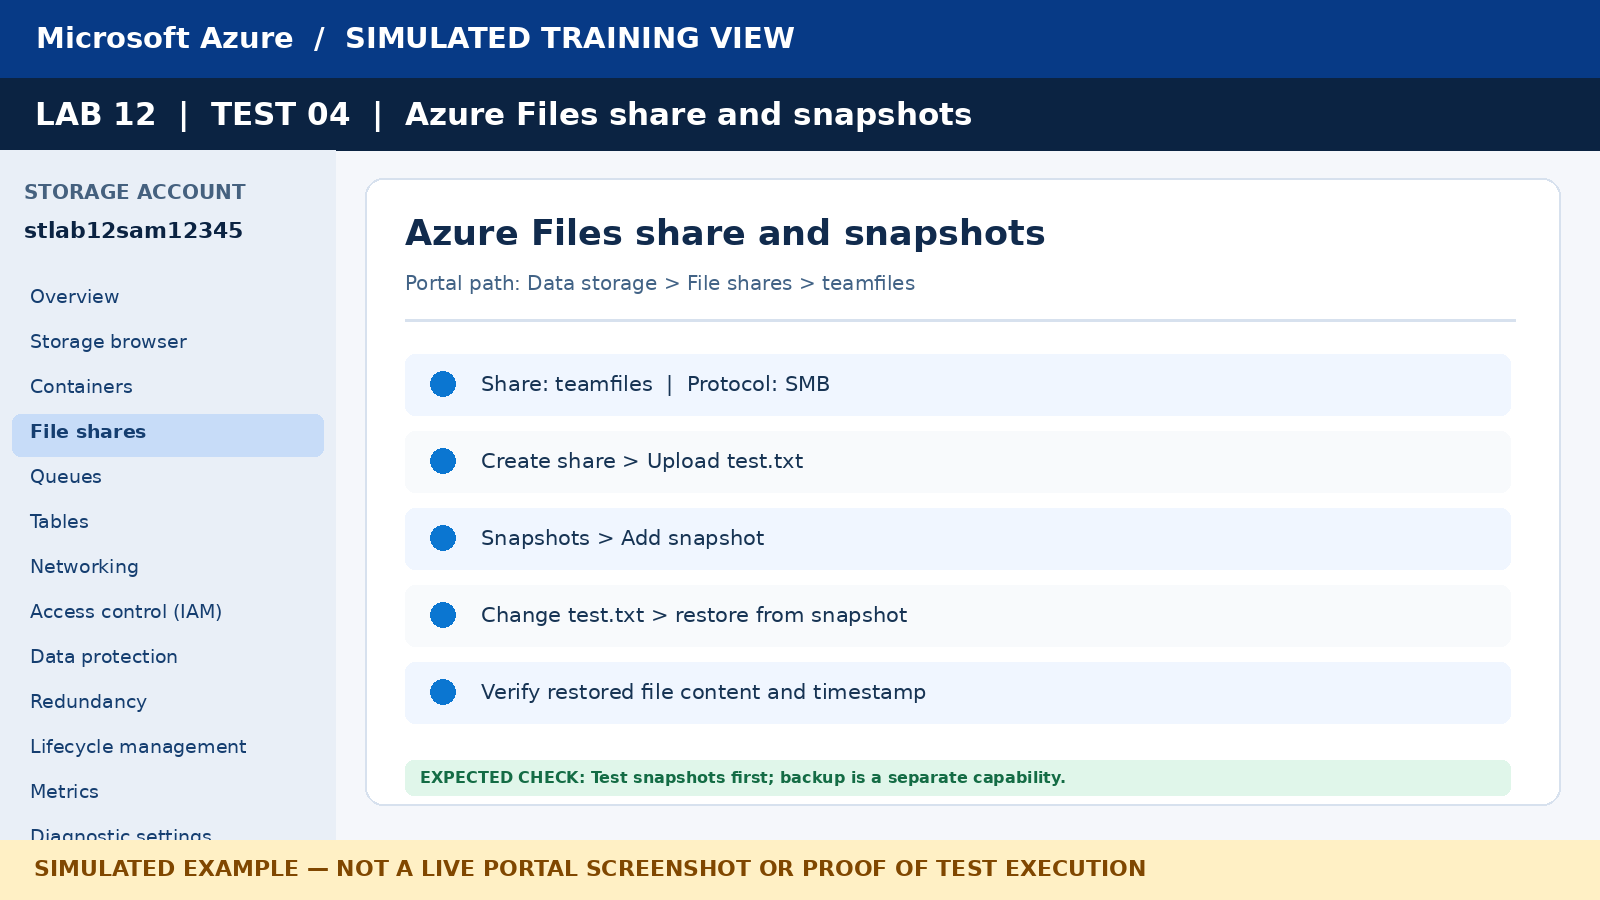 Microsoft Azure / SIMULATED TRAINING VIEW
LAB 12 | TEST 04 | Azure Files share and snapshots
STORAGE ACCOUNT
stlab12sam12345
Overview
Storage browser
Containers
File shares
Queues
Tables
Networking
Access control (IAM)
Data protection
Redundancy
Lifecycle management
Metrics
Diagnostic settings
Azure Files share and snapshots
Portal path: Data storage > File shares > teamfiles
Share: teamfiles | Protocol: SMB
Create share > Upload test.txt
Snapshots > Add snapshot
Change test.txt > restore from snapshot
Verify restored file content and timestamp
EXPECTED CHECK: Test snapshots first; backup is a separate capability.
SIMULATED EXAMPLE — NOT A LIVE PORTAL SCREENSHOT OR PROOF OF TEST EXECUTION